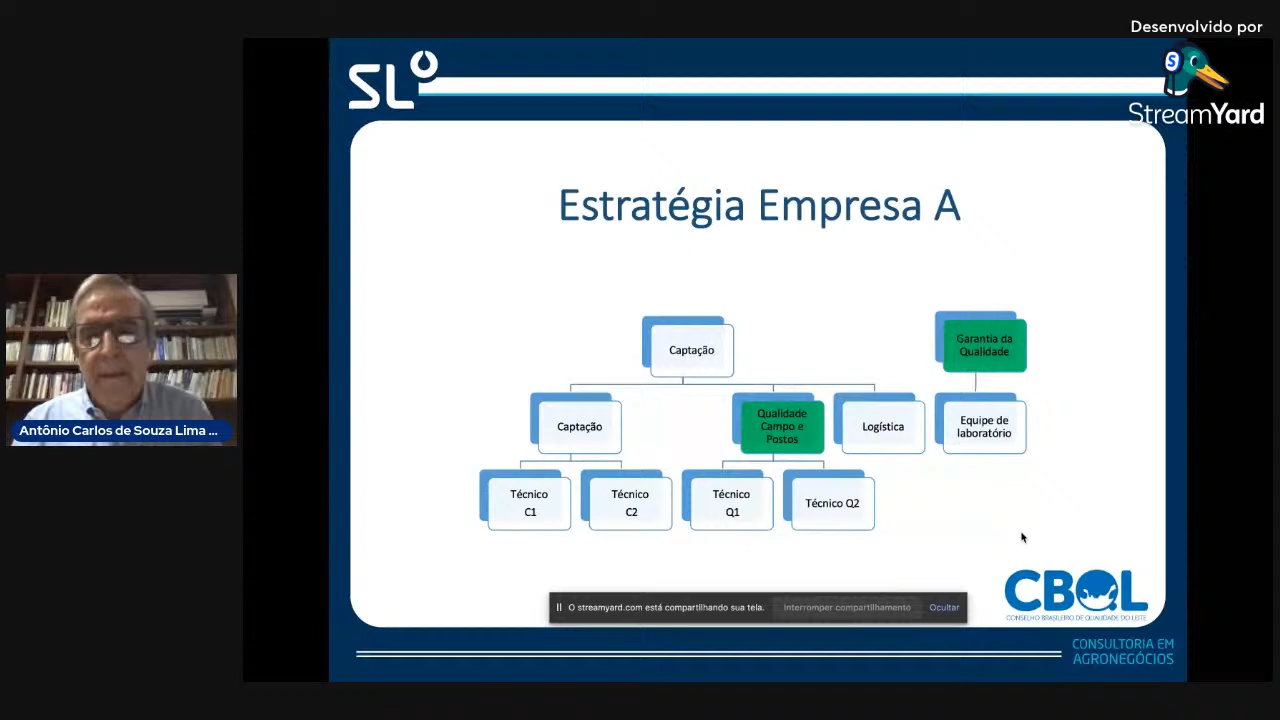 Desenvolvido por
StreamYard
SL
Estratégia Empresa A
Captação
Garantia da
Qualidade
Captação
Qualidade
Campo e
Postos
Logística
Equipe de
laboratório
Técnico
C1
Técnico
C2
Técnico
Q1
Técnico Q2
Antônio Carlos de Souza Lima ...
O streamyard.com está compartilhando sua tela.
Interromper compartilhamento
Ocultar
CBQL
CONSELHO BRASILEIRO DE QUALIDADE DO LEITE
CONSULTORIA EM
AGRONEGÓCIOS